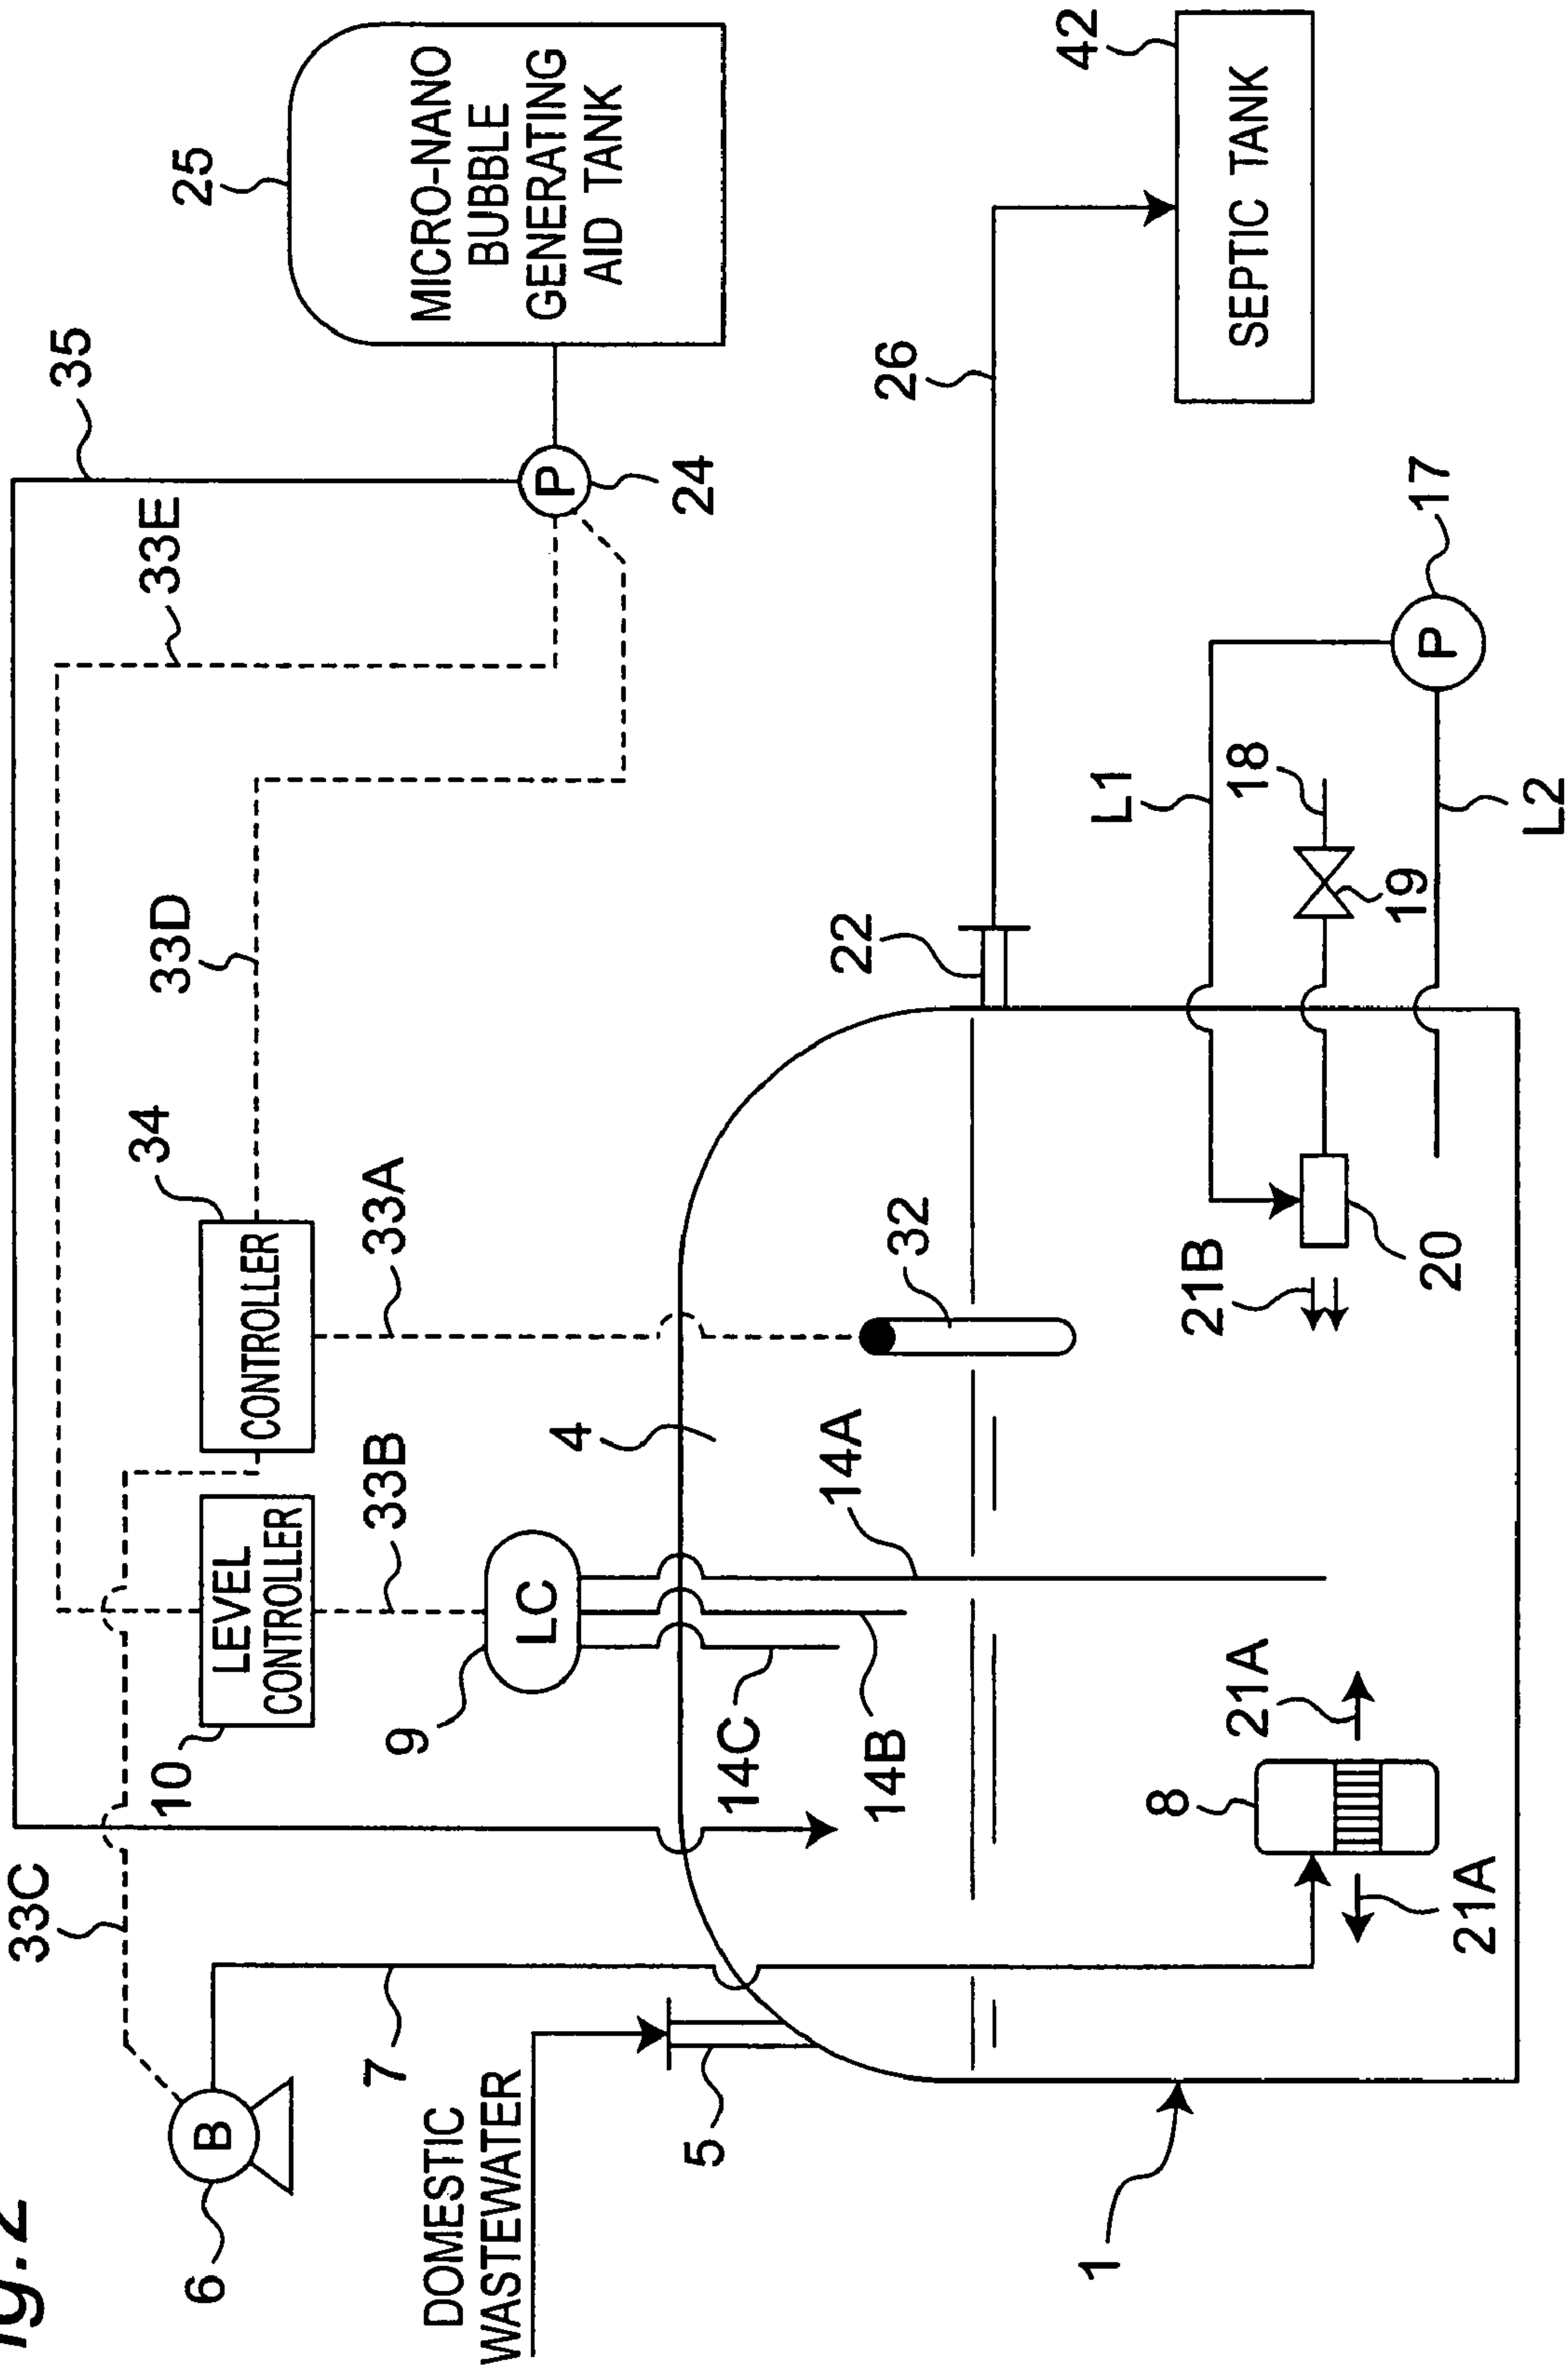 ig.2
33C
35
33E
33D
34
10
CONTROLLER
LEVEL
CONTROLLER
33A
33B
25
MICRO-NANO
BUBBLE
GENERATING
AID TANK
P
24
6
B
7
DOMESTIC
WASTEWATER
5
9
LC
4
14A
14C
14B
32
22
26
42
SEPTIC TANK
1
8
21A
21A
21B
20
L1
18
19
L2
P
17